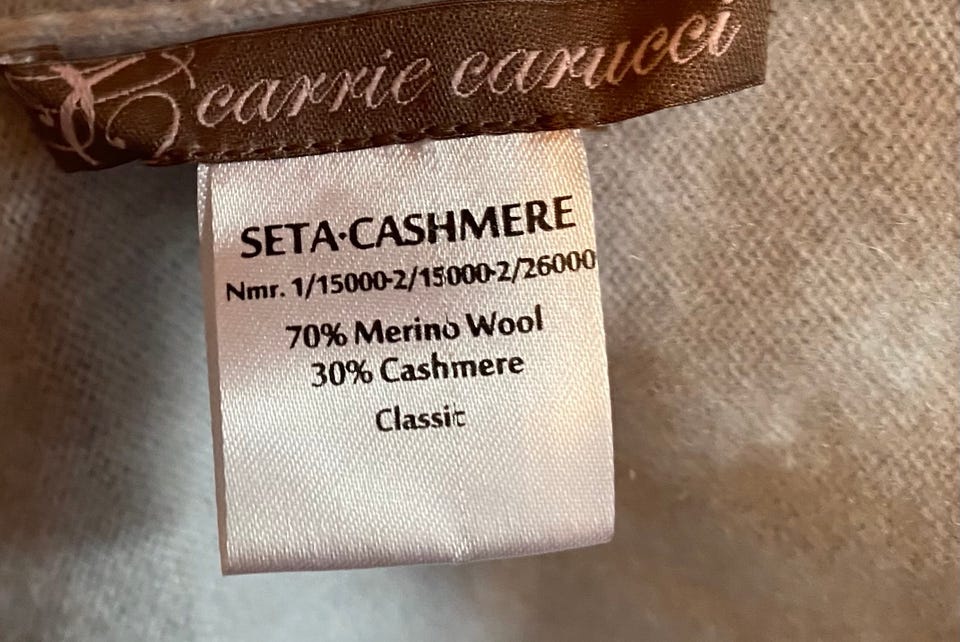 carrie carucci
SETA·CASHMERE
Nmr. 1/15000-2/15000-2/26000
70% Merino Wool
30% Cashmere
Classic